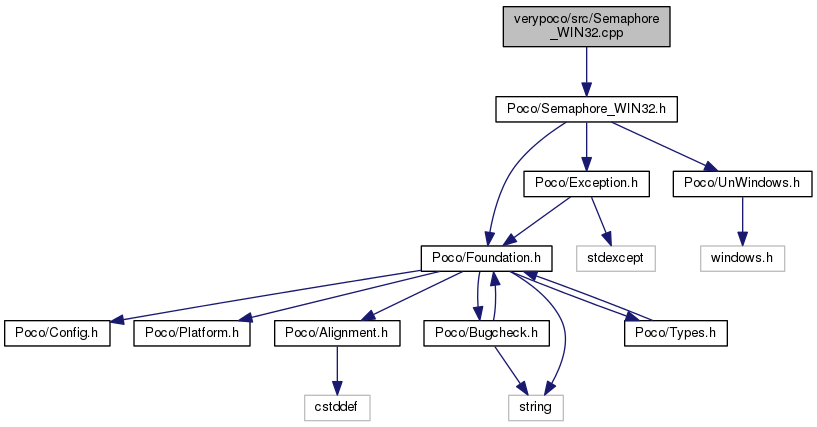 verypoco/src/Semaphore
_WIN32.cpp
Poco/Semaphore_WIN32.h
Poco/Exception.h
Poco/UnWindows.h
Poco/Foundation.h
stdexcept
windows.h
Poco/Config.h
Poco/Platform.h
Poco/Alignment.h
Poco/Bugcheck.h
Poco/Types.h
cstddef
string